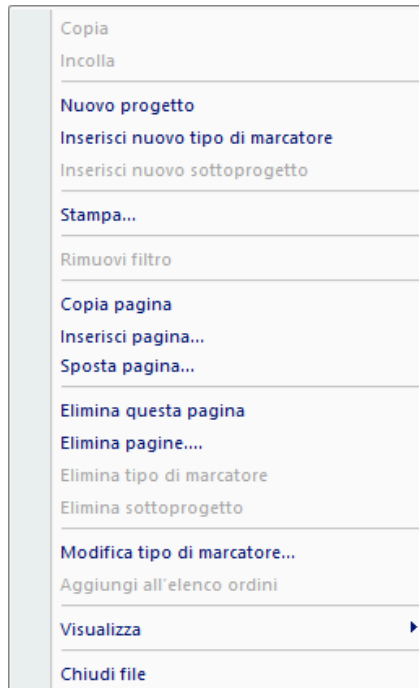 Copia
Incolla
Nuovo progetto
Inserisci nuovo tipo di marcatore
Inserisci nuovo sottoprogetto
Stampa...
Rimuovi filtro
Copia pagina
Inserisci pagina...
Sposta pagina...
Elimina questa pagina
Elimina pagine....
Elimina tipo di marcatore
Elimina sottoprogetto
Modifica tipo di marcatore...
Aggiungi all'elenco ordini
Visualizza
Chiudi file